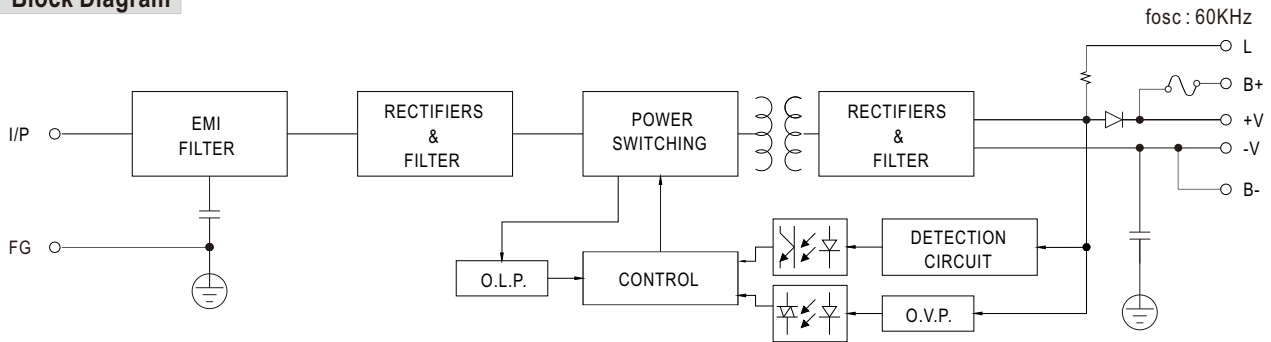 Block Diagram
fosc : 60KHz
L
B+
+V
-V
B-
I/P
EMI
FILTER
RECTIFIERS
&
FILTER
POWER
SWITCHING
RECTIFIERS
&
FILTER
FG
O.L.P.
CONTROL
DETECTION
CIRCUIT
O.V.P.